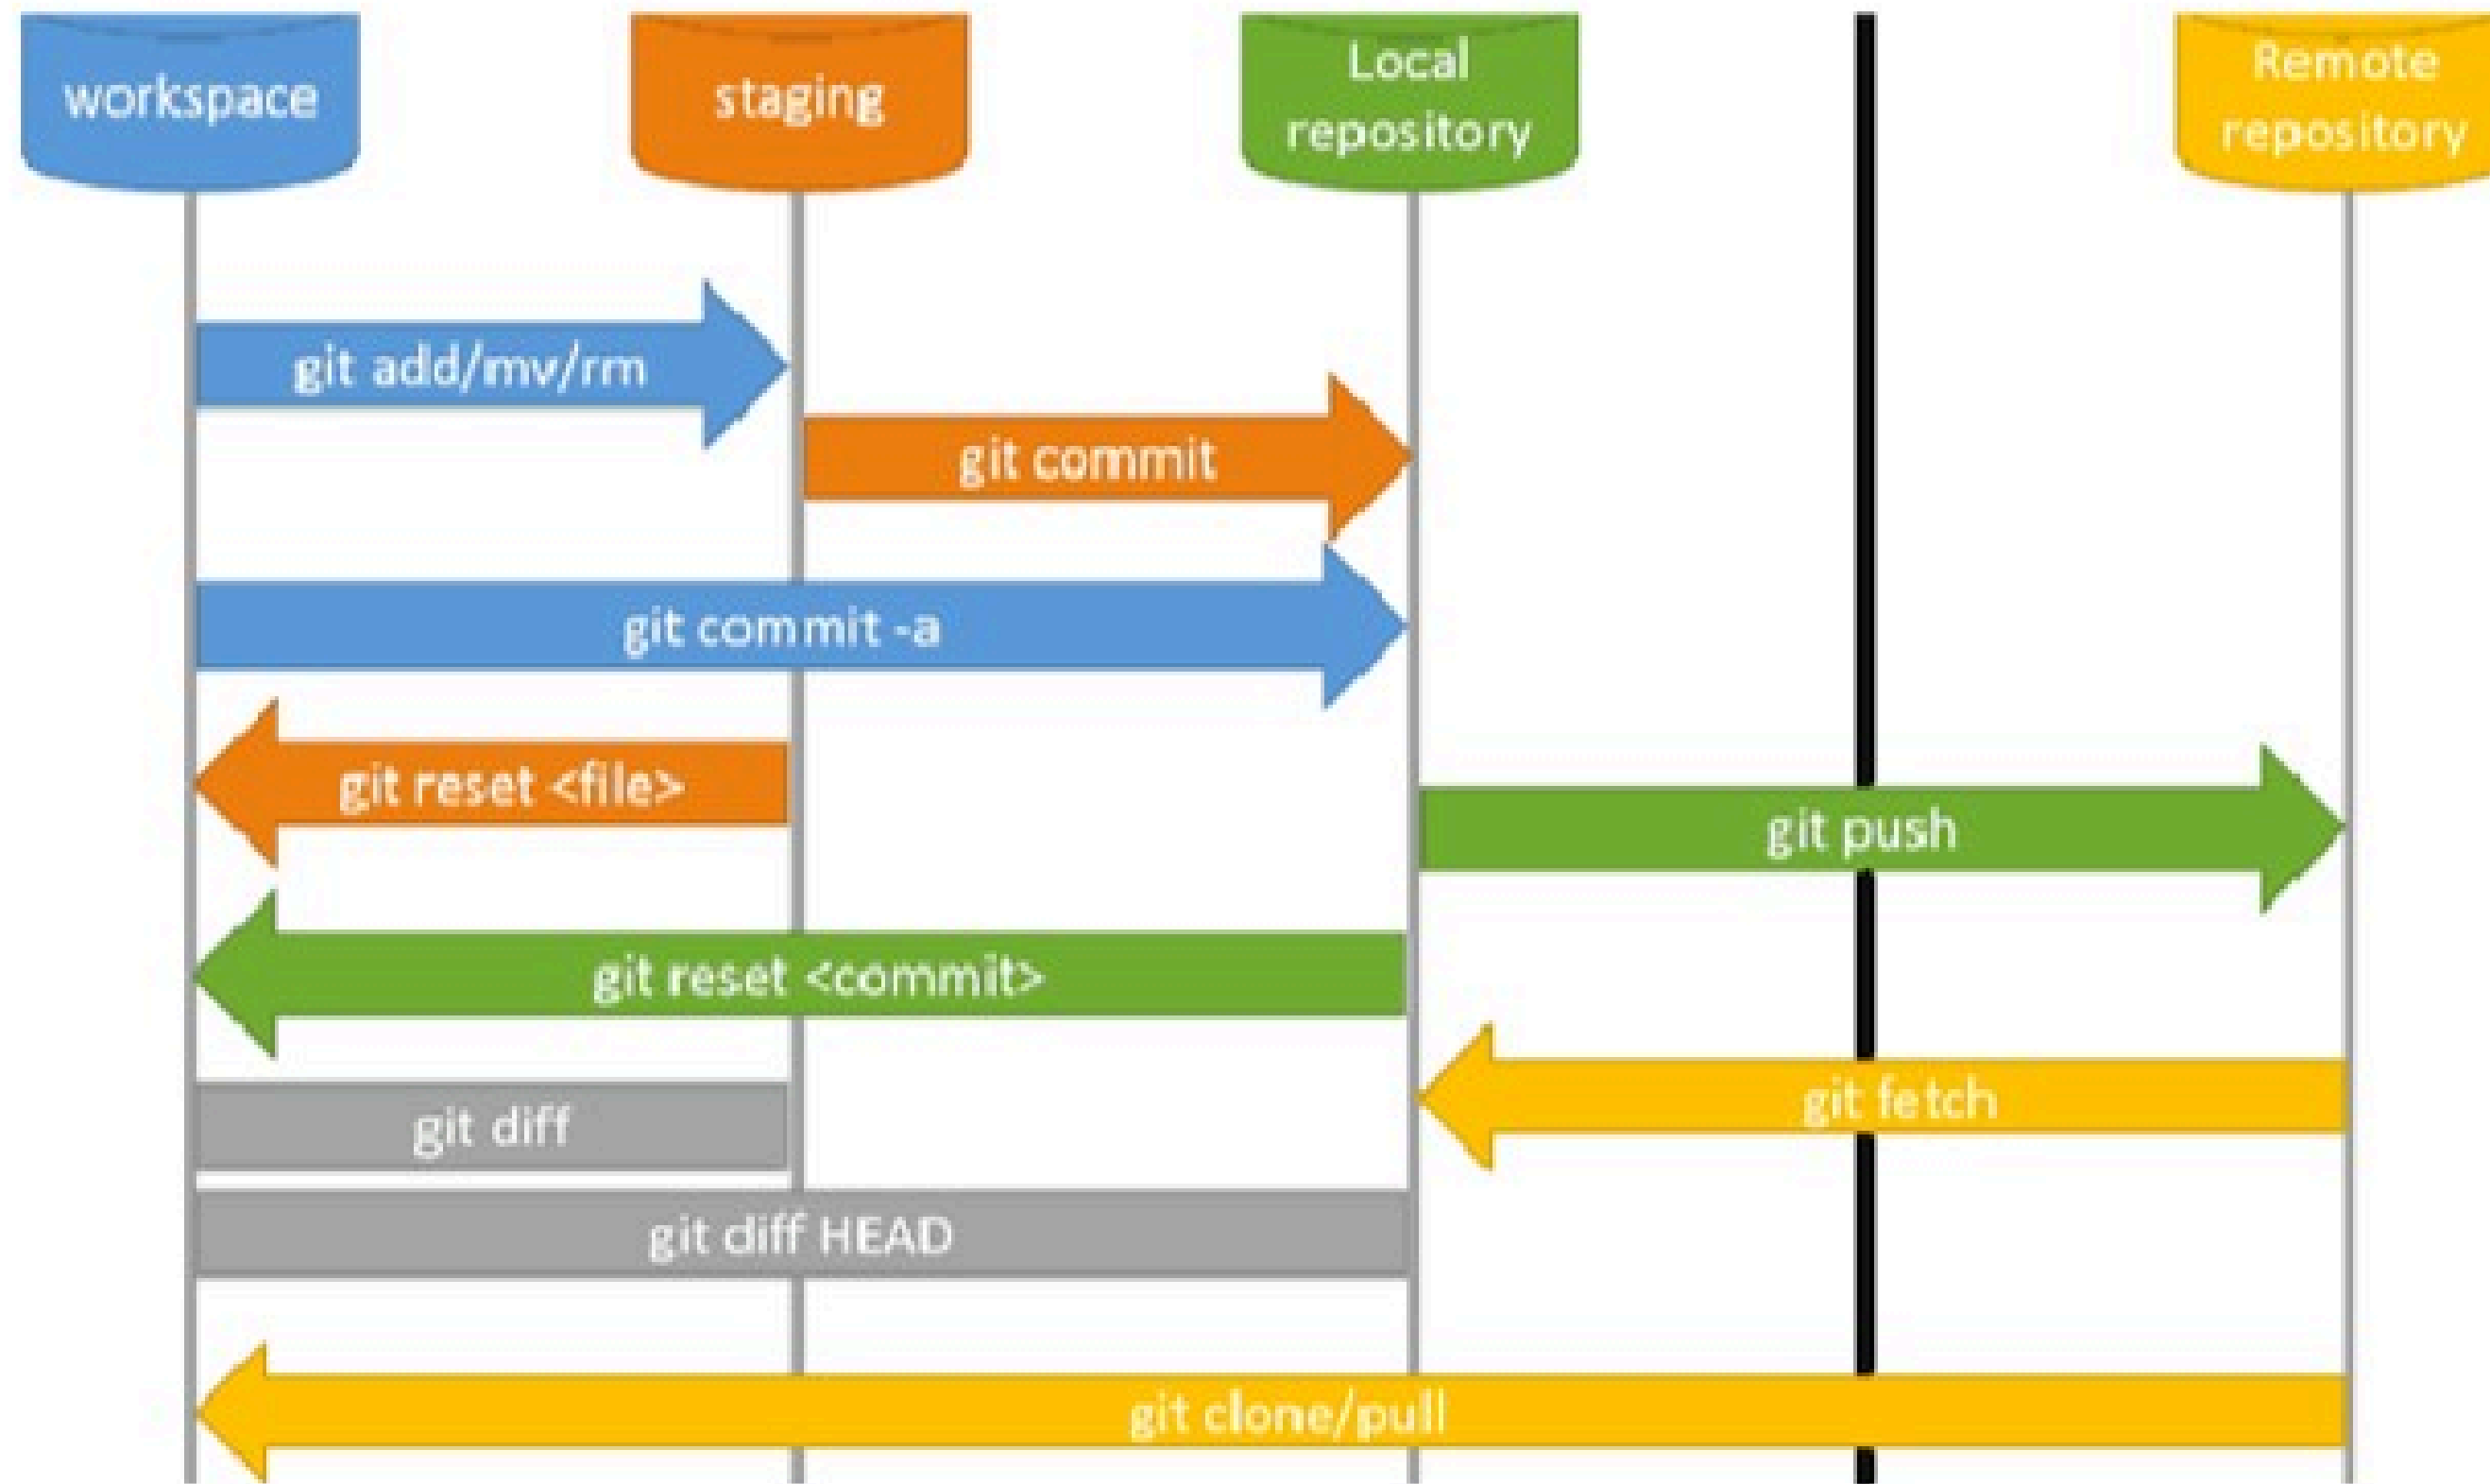 workspace
staging
Local
repository
Remote
repository
git add/mv/rm
git commit
git commit -a
git reset <file>
git push
git reset <commit>
git fetch
git diff
git diff HEAD
git clone/pull